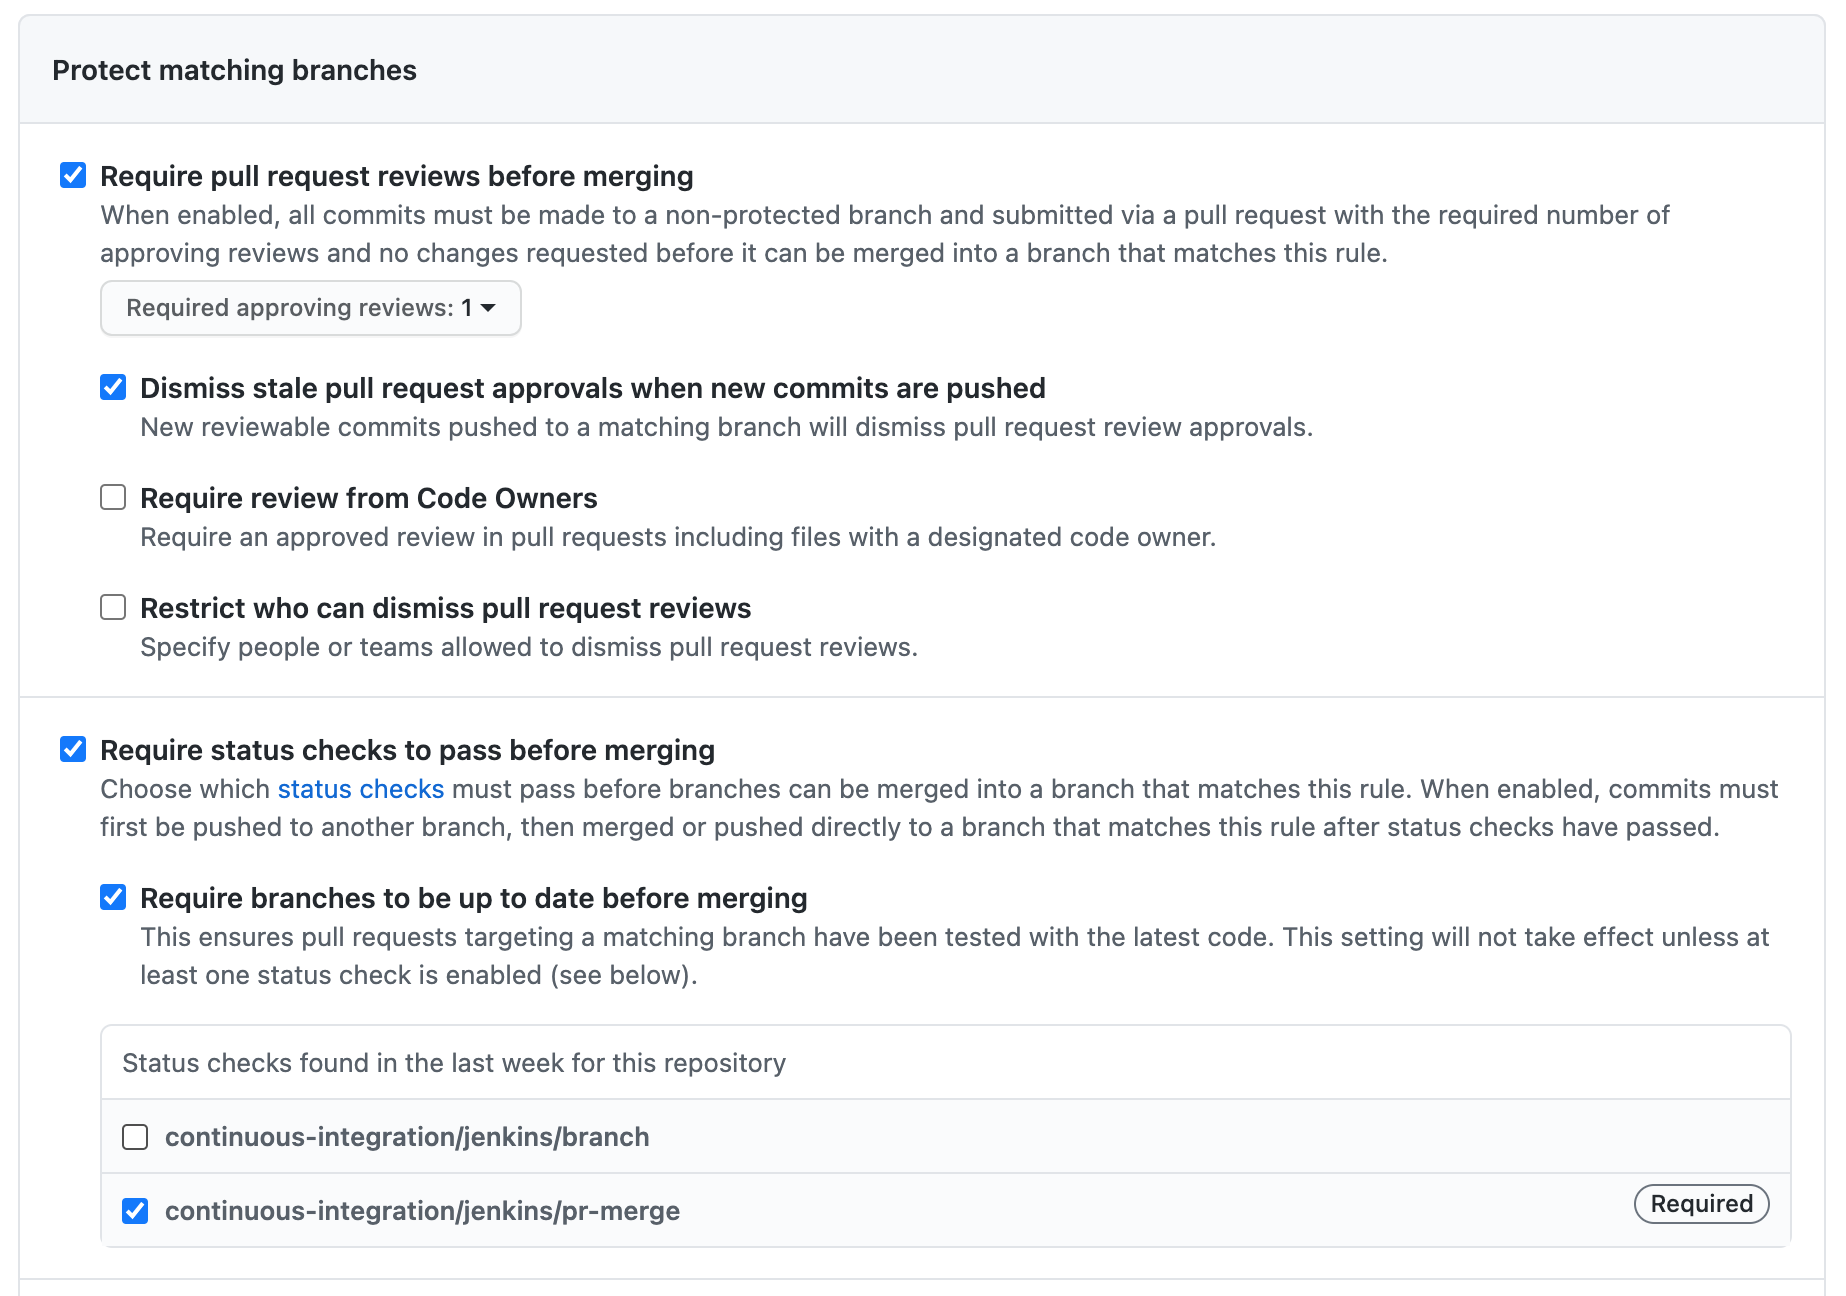 Protect matching branches
Require pull request reviews before merging
When enabled, all commits must be made to a non-protected branch and submitted via a pull request with the required number of
approving reviews and no changes requested before it can be merged into a branch that matches this rule.
Required approving reviews: 1
Dismiss stale pull request approvals when new commits are pushed
New reviewable commits pushed to a matching branch will dismiss pull request review approvals.
Require review from Code Owners
Require an approved review in pull requests including files with a designated code owner.
Restrict who can dismiss pull request reviews
Specify people or teams allowed to dismiss pull request reviews.
Require status checks to pass before merging
Choose which status checks must pass before branches can be merged into a branch that matches this rule. When enabled, commits must
first be pushed to another branch, then merged or pushed directly to a branch that matches this rule after status checks have passed.
Require branches to be up to date before merging
This ensures pull requests targeting a matching branch have been tested with the latest code. This setting will not take effect unless at
least one status check is enabled (see below).
Status checks found in the last week for this repository
continuous-integration/jenkins/branch
continuous-integration/jenkins/pr-merge Required